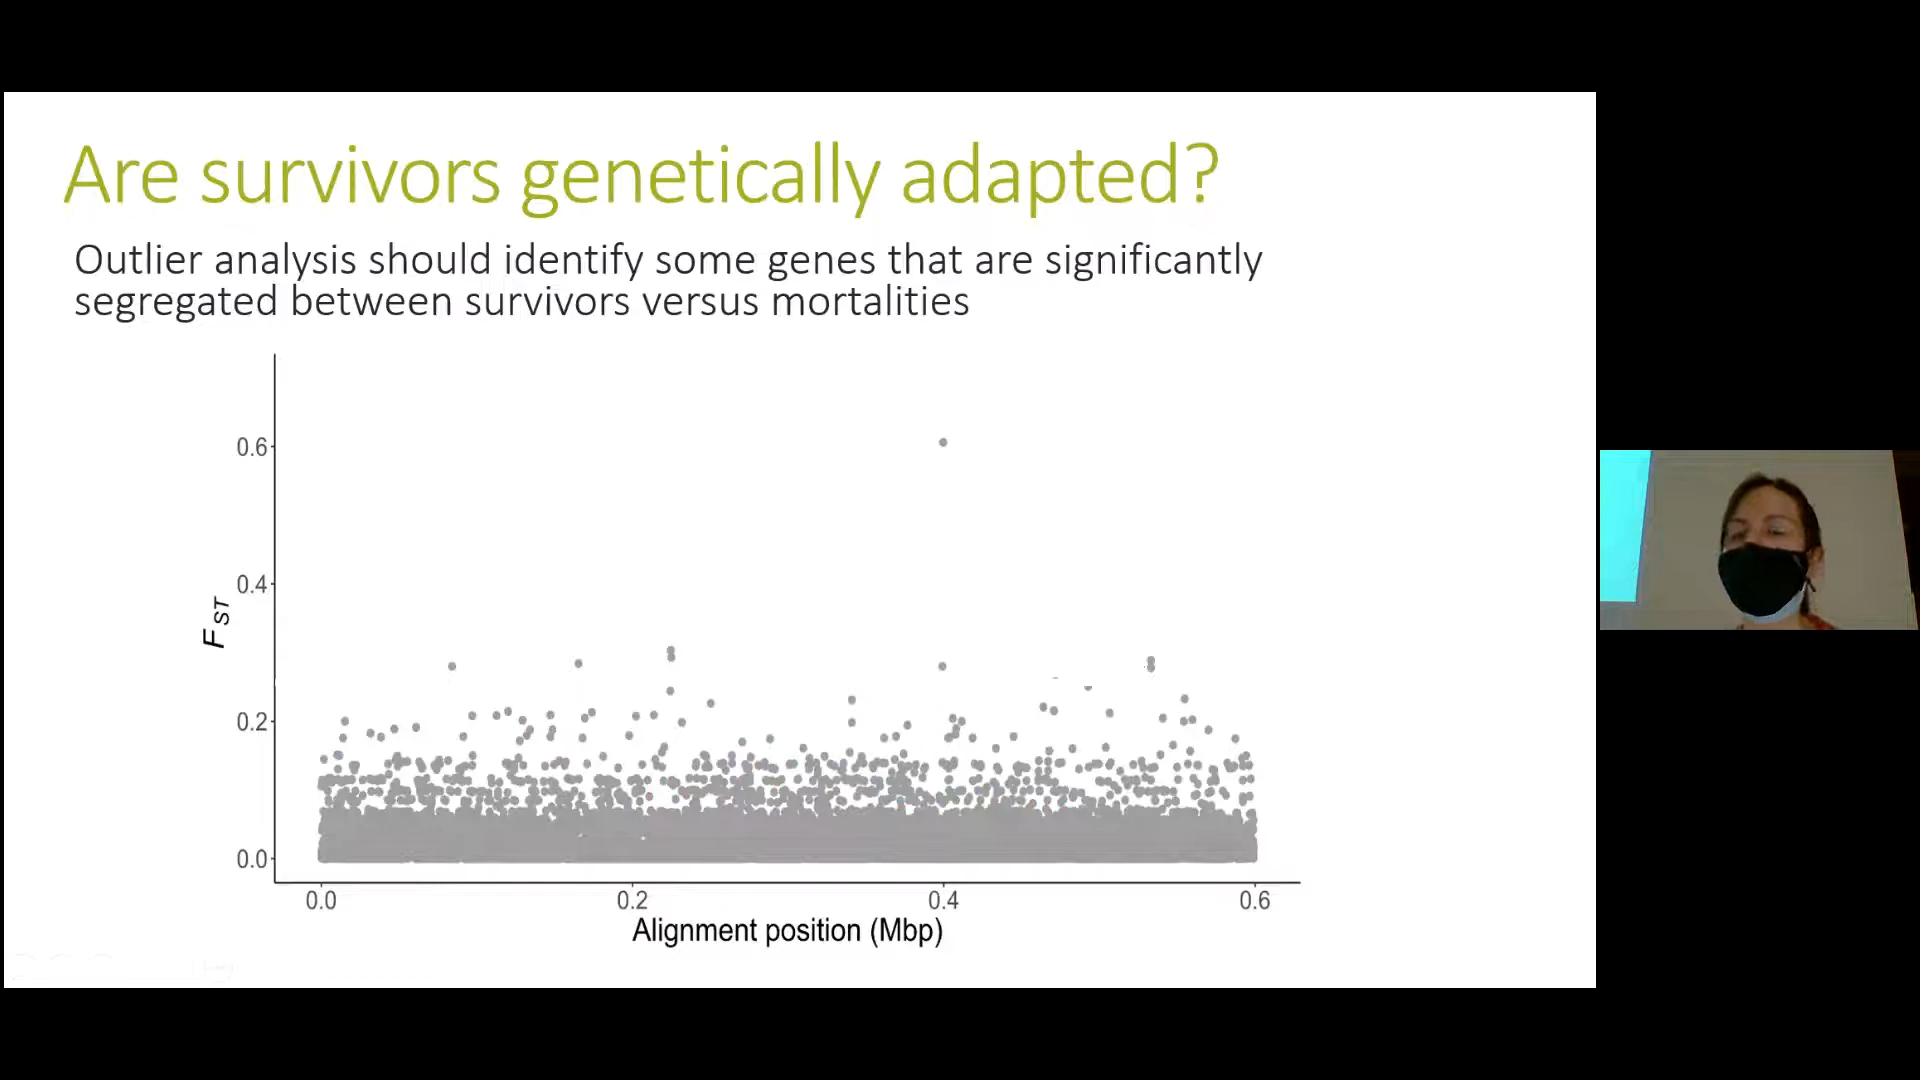 Are survivors genetically adapted?
Outlier analysis should identify some genes that are significantly
segregated between survivors versus mortalities
0.6
0.4
0.2
0.0
F ST
0.0
0.2
0.4
0.6
Alignment position (Mbp)